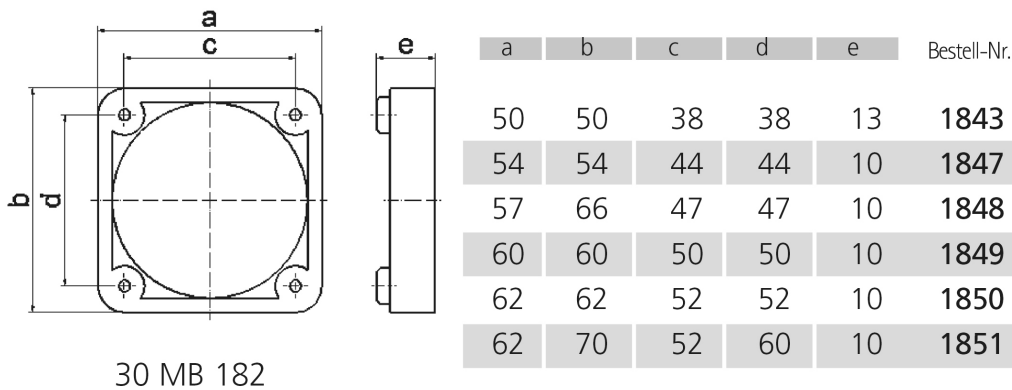 a
c
e
b
d
30 MB 182
a b c d e Bestell-Nr.
50 50 38 38 13 1843
54 54 44 44 10 1847
57 66 47 47 10 1848
60 60 50 50 10 1849
62 62 52 52 10 1850
62 70 52 60 10 1851